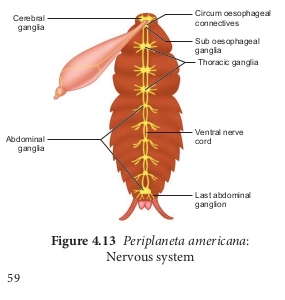 Cerebral
ganglia
Circum oesophageal
connectives
Sub oesophageal
ganglia
Thoracic ganglia
Abdominal
ganglia
Ventral nerve
cord
Last abdominal
ganglion
Figure 4.13 Periplaneta americana:
Nervous system
59